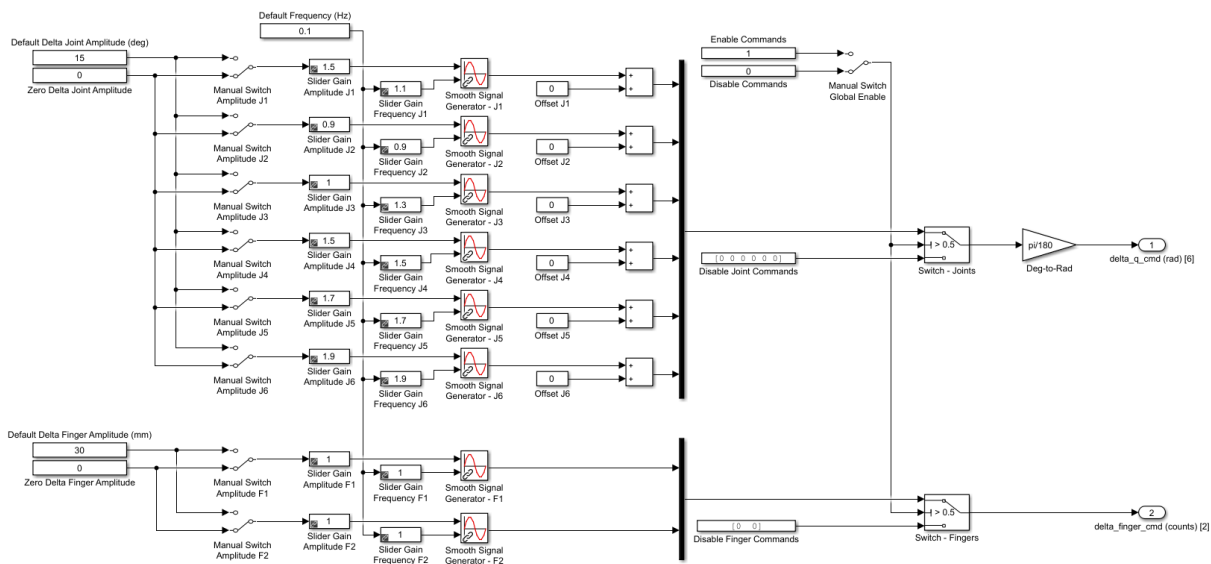 Default Frequency (Hz)
0.1
Default Delta Joint Amplitude (deg)
15
0
Zero Delta Joint Amplitude
Manual Switch
Amplitude J1
1.5
Slider Gain
Amplitude J1
1.1
Slider Gain
Frequency J1
Smooth Signal
Generator - J1
0
Offset J1
+
+
Manual Switch
Amplitude J2
0.9
Slider Gain
Amplitude J2
0.9
Slider Gain
Frequency J2
Smooth Signal
Generator - J2
0
Offset J2
+
+
Manual Switch
Amplitude J3
1
Slider Gain
Amplitude J3
1.3
Slider Gain
Frequency J3
Smooth Signal
Generator - J3
0
Offset J3
+
+
Manual Switch
Amplitude J4
1.5
Slider Gain
Amplitude J4
1.5
Slider Gain
Frequency J4
Smooth Signal
Generator - J4
0
Offset J4
+
+
Manual Switch
Amplitude J5
1.7
Slider Gain
Amplitude J5
1.7
Slider Gain
Frequency J5
Smooth Signal
Generator - J5
0
Offset J5
+
+
Manual Switch
Amplitude J6
1.9
Slider Gain
Amplitude J6
1.9
Slider Gain
Frequency J6
Smooth Signal
Generator - J6
0
Offset J6
+
+
Enable Commands
1
0
Disable Commands
Manual Switch
Global Enable
[0 0 0 0 0 0]
Disable Joint Commands
> 0.5
Switch - Joints
pi/180
Deg-to-Rad
1
delta_q_cmd (rad) [6]
Default Delta Finger Amplitude (mm)
30
0
Zero Delta Finger Amplitude
Manual Switch
Amplitude F1
1
Slider Gain
Amplitude F1
1
Slider Gain
Frequency F1
Smooth Signal
Generator - F1
Manual Switch
Amplitude F2
1
Slider Gain
Amplitude F2
1
Slider Gain
Frequency F2
Smooth Signal
Generator - F2
[0 0]
Disable Finger Commands
> 0.5
Switch - Fingers
2
delta_finger_cmd (counts) [2]